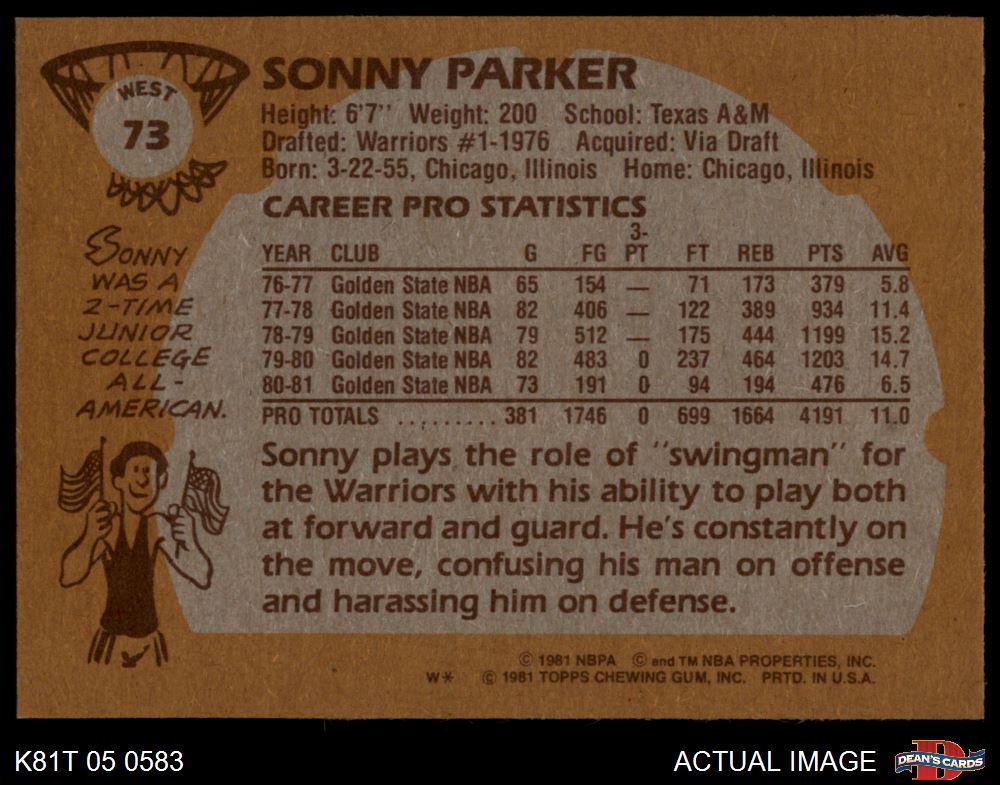 WEST
73
SONNY PARKER
Height: 6'7'' Weight: 200 School: Texas A&M
Drafted: Warriors #1-1976 Acquired: Via Draft
Born: 3-22-55, Chicago, Illinois Home: Chicago, Illinois
CAREER PRO STATISTICS
YEAR CLUB G FG 3-PT FT REB PTS AVG
76-77 Golden State NBA 65 154 — 71 173 379 5.8
77-78 Golden State NBA 82 406 — 122 389 934 11.4
78-79 Golden State NBA 79 512 — 175 444 1199 15.2
79-80 Golden State NBA 82 483 0 237 464 1203 14.7
80-81 Golden State NBA 73 191 0 94 194 476 6.5
PRO TOTALS .......... 381 1746 0 699 1664 4191 11.0
SONNY
WAS A
2-TIME
JUNIOR
COLLEGE
ALL-
AMERICAN.
Sonny plays the role of "swingman" for
the Warriors with his ability to play both
at forward and guard. He's constantly on
the move, confusing his man on offense
and harassing him on defense.
© 1981 NBPA © and TM NBA PROPERTIES, INC.
W* © 1981 TOPPS CHEWING GUM, INC. PRTD. IN U.S.A.
K81T 05 0583
ACTUAL IMAGE
D
DEAN'S CARDS